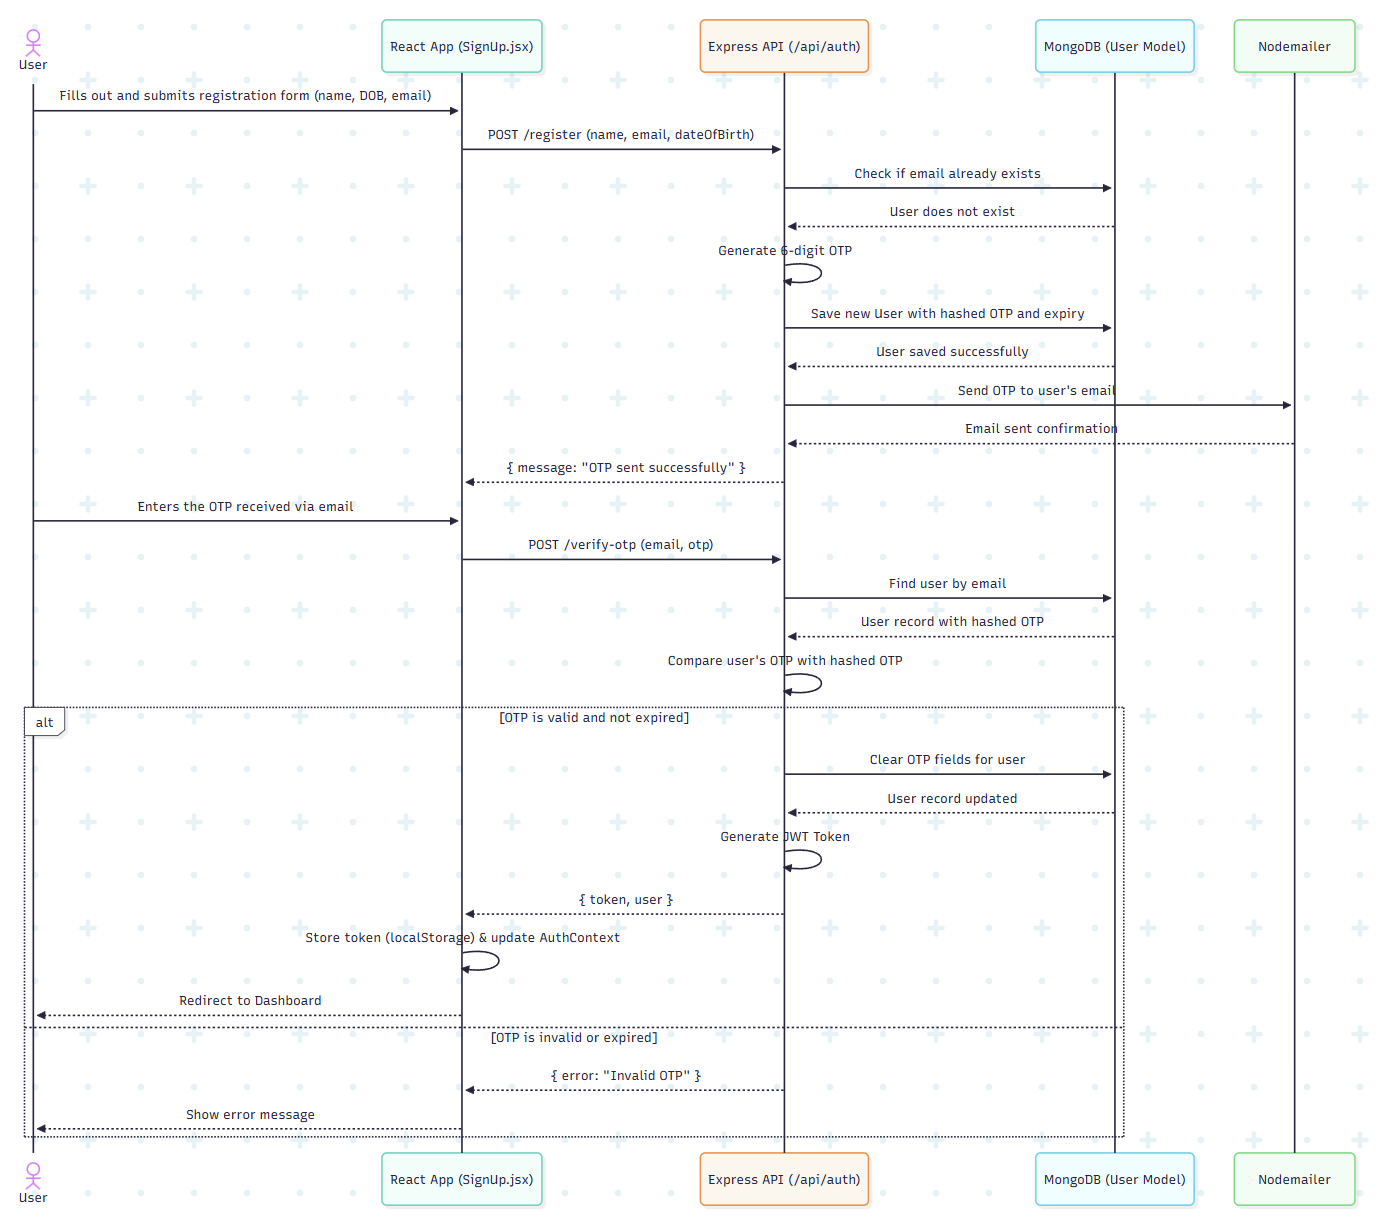 User
React App (SignUp.jsx)
Express API (/api/auth)
MongoDB (User Model)
Nodemailer
Fills out and submits registration form (name, DOB, email)
POST /register (name, email, dateOfBirth)
Check if email already exists
User does not exist
Generate 6-digit OTP
Save new User with hashed OTP and expiry
User saved successfully
Send OTP to user's email
Email sent confirmation
{ message: "OTP sent successfully" }
Enters the OTP received via email
POST /verify-otp (email, otp)
Find user by email
User record with hashed OTP
Compare user's OTP with hashed OTP
alt
[OTP is valid and not expired]
Clear OTP fields for user
User record updated
Generate JWT Token
{ token, user }
Store token (localStorage) & update AuthContext
Redirect to Dashboard
[OTP is invalid or expired]
{ error: "Invalid OTP" }
Show error message
User
React App (SignUp.jsx)
Express API (/api/auth)
MongoDB (User Model)
Nodemailer